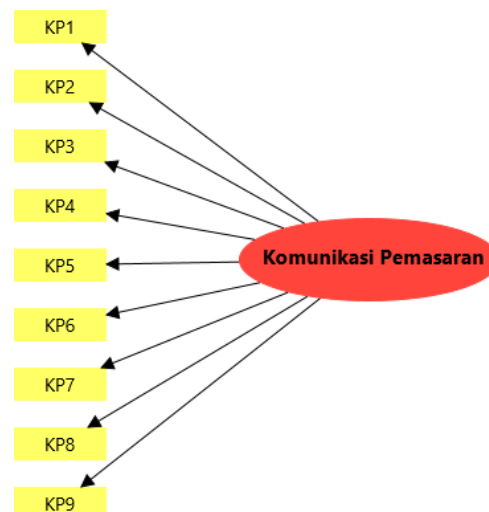 KP1
KP2
KP3
KP4
KP5
KP6
KP7
KP8
KP9
Komunikasi Pemasaran